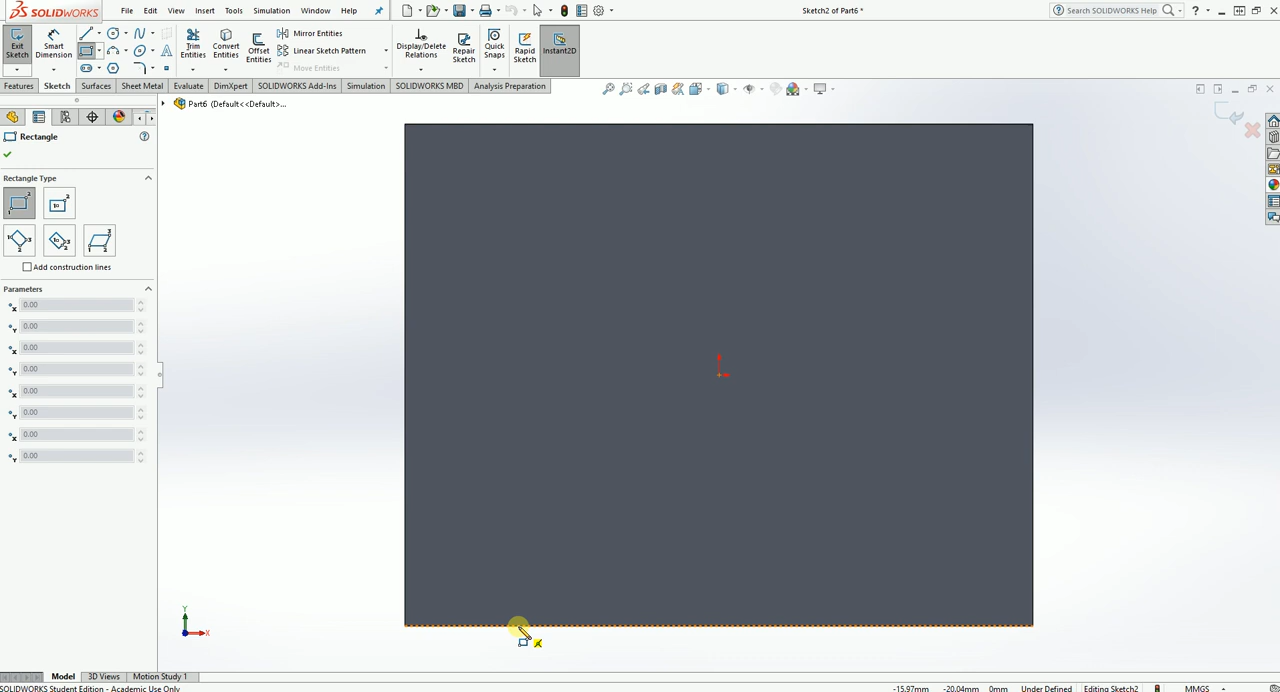 SOLIDWORKS File Edit View Insert Tools Simulation Window Help Sketch2 of Part6 * Search SOLIDWORKS Help ?
Exit Sketch Smart Dimension Trim Entities Convert Entities Offset Entities Mirror Entities Linear Sketch Pattern Move Entities Display/Delete Relations Repair Sketch Quick Snaps Rapid Sketch Instant2D
Features Sketch Surfaces Sheet Metal Evaluate DimXpert SOLIDWORKS Add-Ins Simulation SOLIDWORKS MBD Analysis Preparation
Part6 (Default<<Default>...
Rectangle ?
Rectangle Type
Add construction lines
Parameters
x 0.00
Y 0.00
x 0.00
Y 0.00
x 0.00
Y 0.00
x 0.00
Y 0.00
Y
X
Model 3D Views Motion Study 1
SOLIDWORKS Student Edition - Academic Use Only -15.97mm -20.04mm 0mm Under Defined Editing Sketch2 MMGS